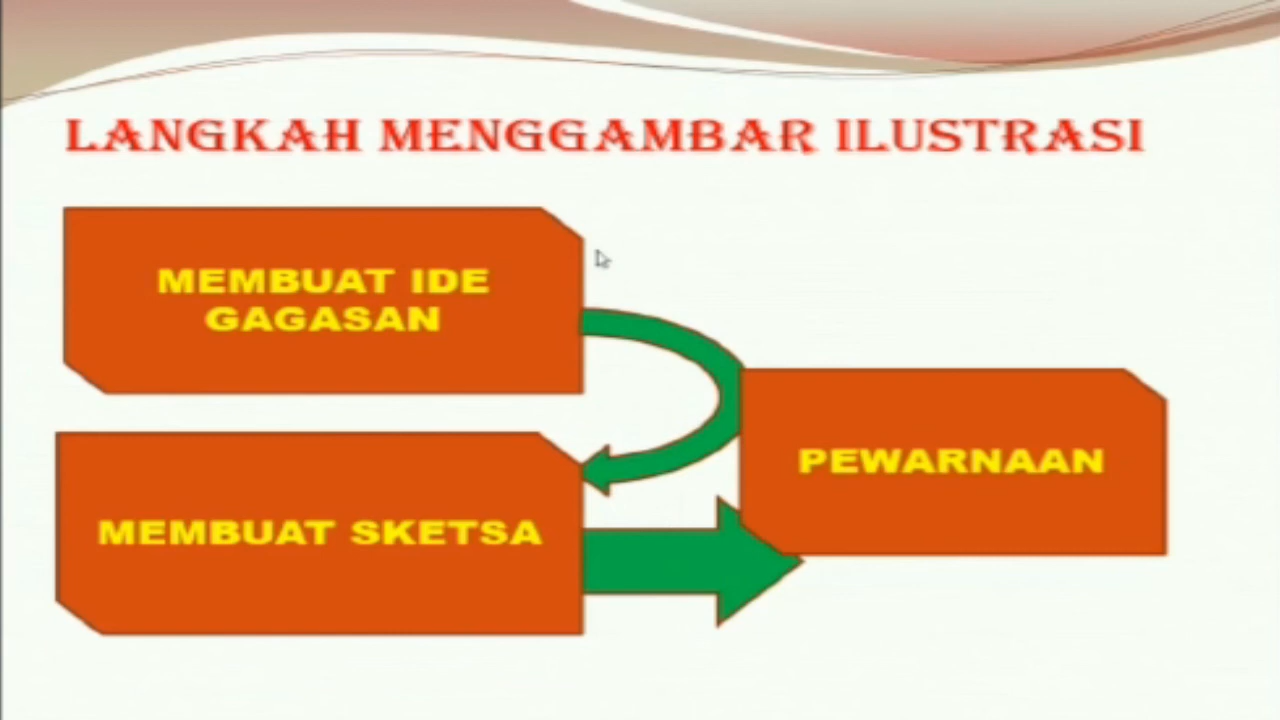 LANGKAH MENGGAMBAR ILUSTRASI
MEMBUAT IDE
GAGASAN
MEMBUAT SKETSA
PEWARNAAN